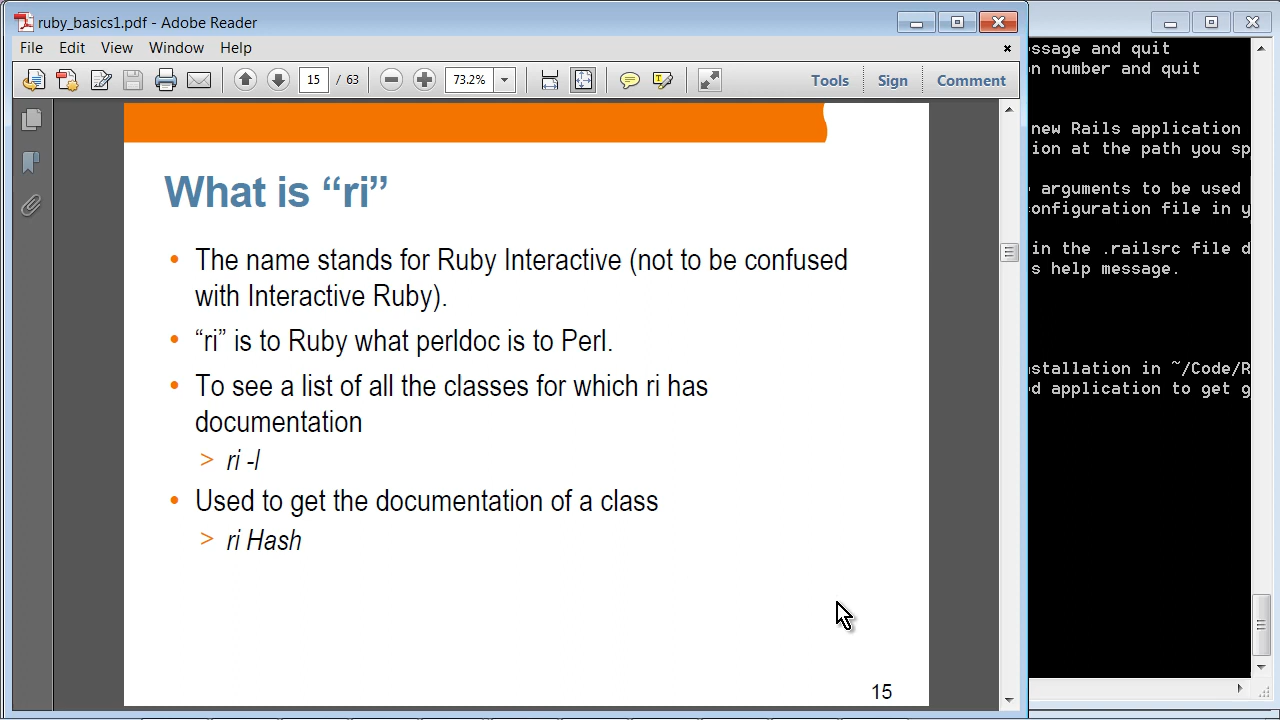 ruby_basics1.pdf - Adobe Reader
File Edit View Window Help
15 / 63
73.2%
Tools Sign Comment
What is “ri”
• The name stands for Ruby Interactive (not to be confused
with Interactive Ruby).
• “ri” is to Ruby what perldoc is to Perl.
• To see a list of all the classes for which ri has
documentation
> ri -l
• Used to get the documentation of a class
> ri Hash
15
ssage and quit
n number and quit
new Rails application
ion at the path you sp
arguments to be used
onfiguration file in y
in the .railsrc file d
s help message.
stallation in ~/Code/R
d application to get g